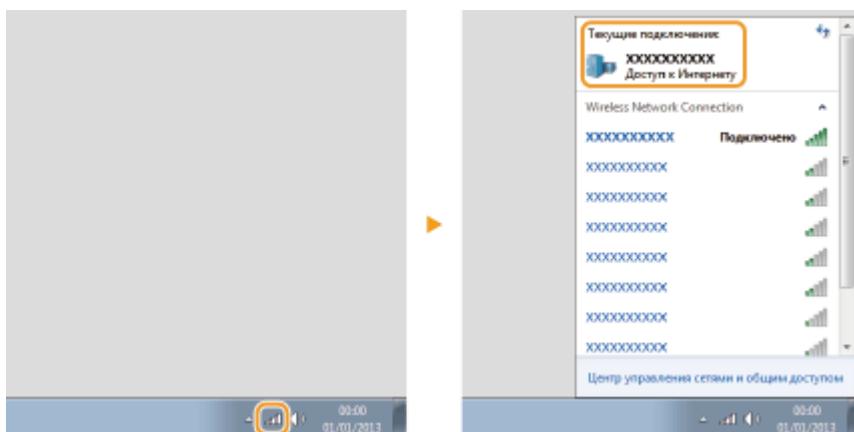 00:00
01/01/2013
Текущие подключения:
XXXXXXXXXX
Доступ к Интернету
Wireless Network Connection
XXXXXXXXXX Подключено
XXXXXXXXXX
XXXXXXXXXX
XXXXXXXXXX
XXXXXXXXXX
XXXXXXXXXX
XXXXXXXXXX
XXXXXXXXXX
Центр управления сетями и общим доступом
00:00
01/01/2013